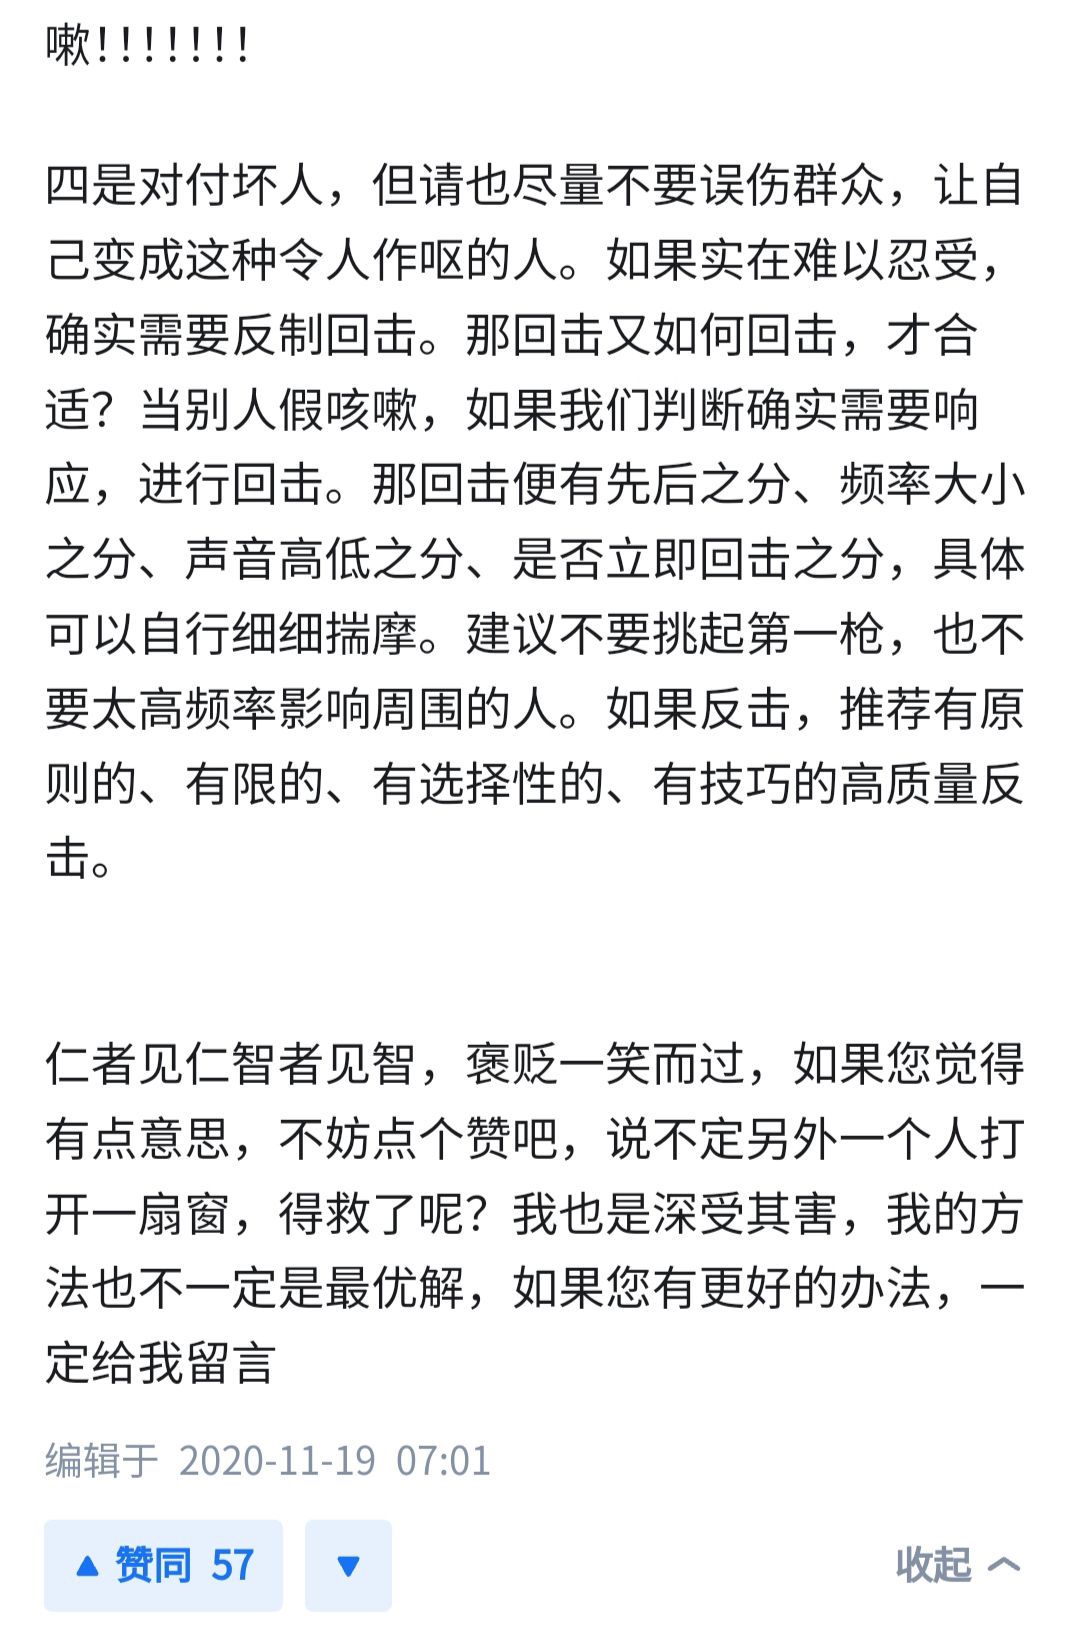 嗽!!!!!!!
四是对付坏人，但请也尽量不要误伤群众，让自
己变成这种令人作呕的人。如果实在难以忍受，
确实需要反制回击。那回击又如何回击，才合
适？当别人假咳嗽，如果我们判断确实需要响
应，进行回击。那回击便有先后之分、频率大小
之分、声音高低之分、是否立即回击之分，具体
可以自行细细揣摩。建议不要挑起第一枪，也不
要太高频率影响周围的人。如果反击，推荐有原
则的、有限的、有选择性的、有技巧的高质量反
击。
仁者见仁智者见智，褒贬一笑而过，如果您觉得
有点意思，不妨点个赞吧，说不定另外一个人打
开一扇窗，得救了呢？我也是深受其害，我的方
法也不一定是最优解，如果您有更好的办法，一
定给我留言
编辑于 2020-11-19 07:01
赞同 57
收起